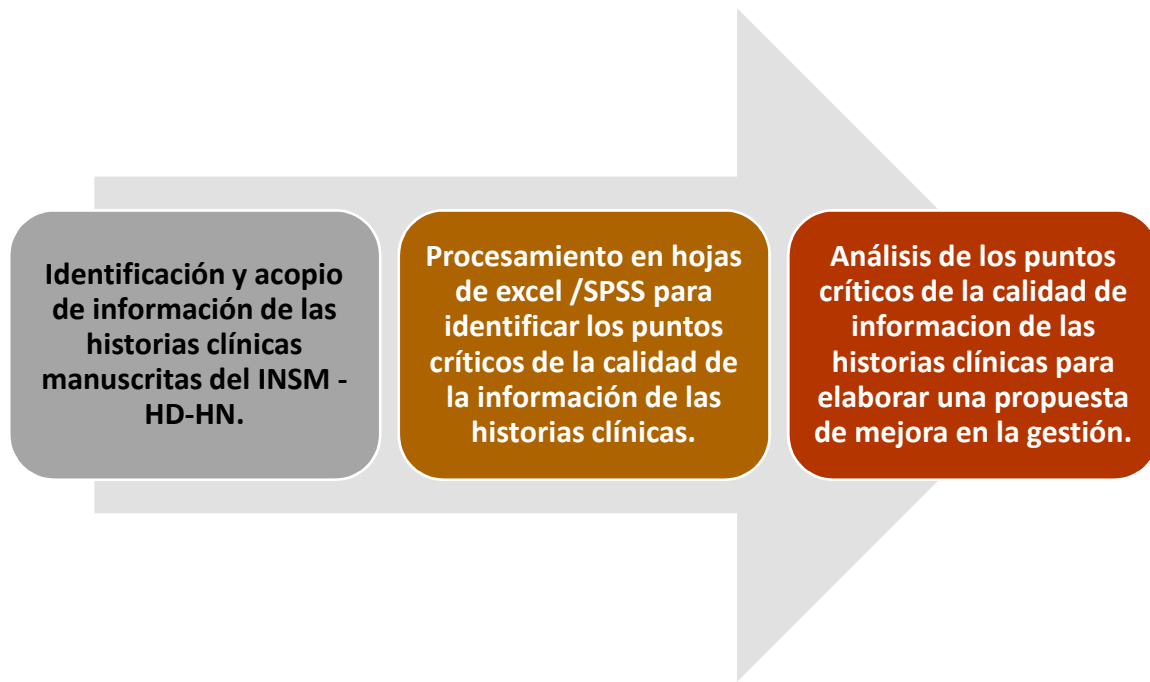 Identificación y acopio
de información de las
historias clínicas
manuscritas del INSM -
HD-HN.
Procesamiento en hojas
de excel /SPSS para
identificar los puntos
críticos de la calidad de
la información de las
historias clínicas.
Análisis de los puntos
críticos de la calidad de
informacion de las
historias clínicas para
elaborar una propuesta
de mejora en la gestión.